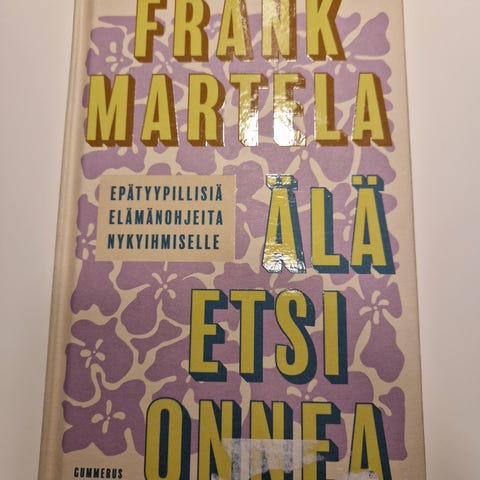 FRANK
MARTELA
EPÄTYYPILLISIÄ
ELÄMÄNOHJEITA
NYKYIHMISELLE
ÄLÄ
ETSI
ONNEA
GUMMERUS